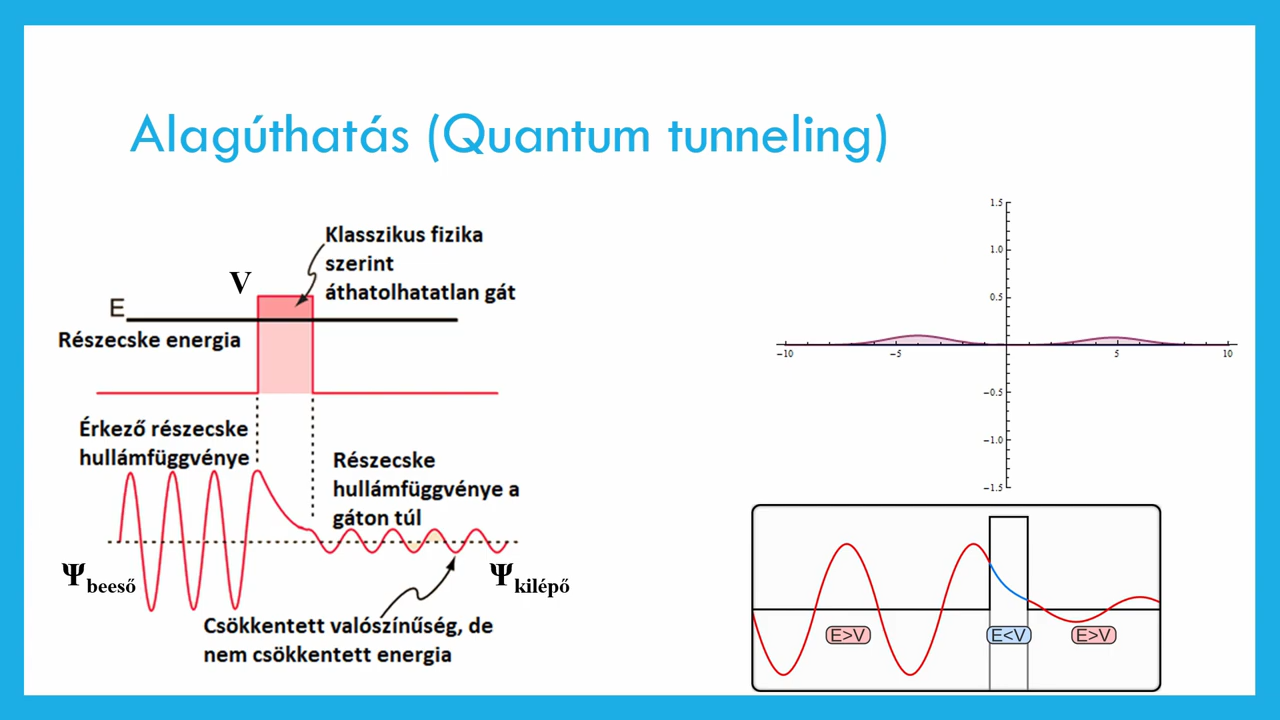 Alagúthatás (Quantum tunneling)
Klasszikus fizika
szerint
áthatolhatatlan gát
V
E
Részecske energia
Érkező részecske
hullámfüggvénye
Részecske
hullámfüggvénye a
gáton túl
Ψbeeső
Ψkilépő
Csökkentett valószínűség, de
nem csökkentett energia
1.5
1.0
0.5
−10
−5
5
10
−0.5
−1.0
−1.5
E>V
E<V
E>V